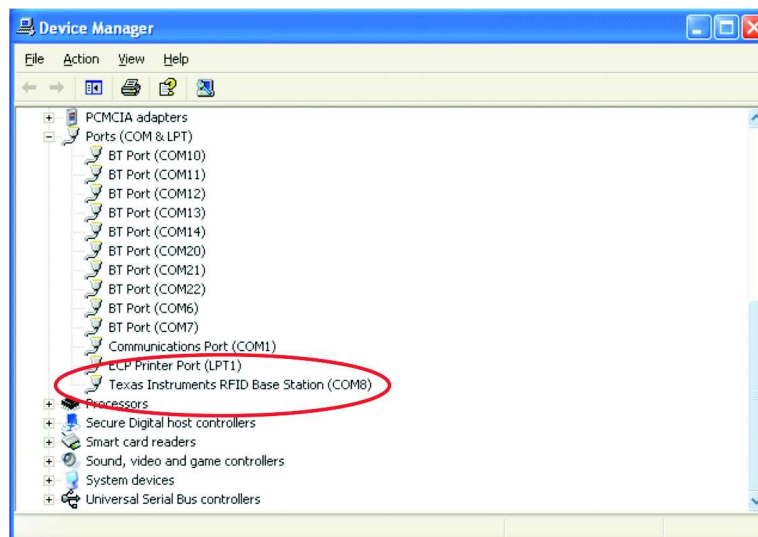 Device Manager
File Action View Help
PCMCIA adapters
Ports (COM & LPT)
BT Port (COM10)
BT Port (COM11)
BT Port (COM12)
BT Port (COM13)
BT Port (COM14)
BT Port (COM20)
BT Port (COM21)
BT Port (COM22)
BT Port (COM6)
BT Port (COM7)
Communications Port (COM1)
ECP Printer Port (LPT1)
Texas Instruments RFID Base Station (COM8)
Processors
Secure Digital host controllers
Smart card readers
Sound, video and game controllers
System devices
Universal Serial Bus controllers